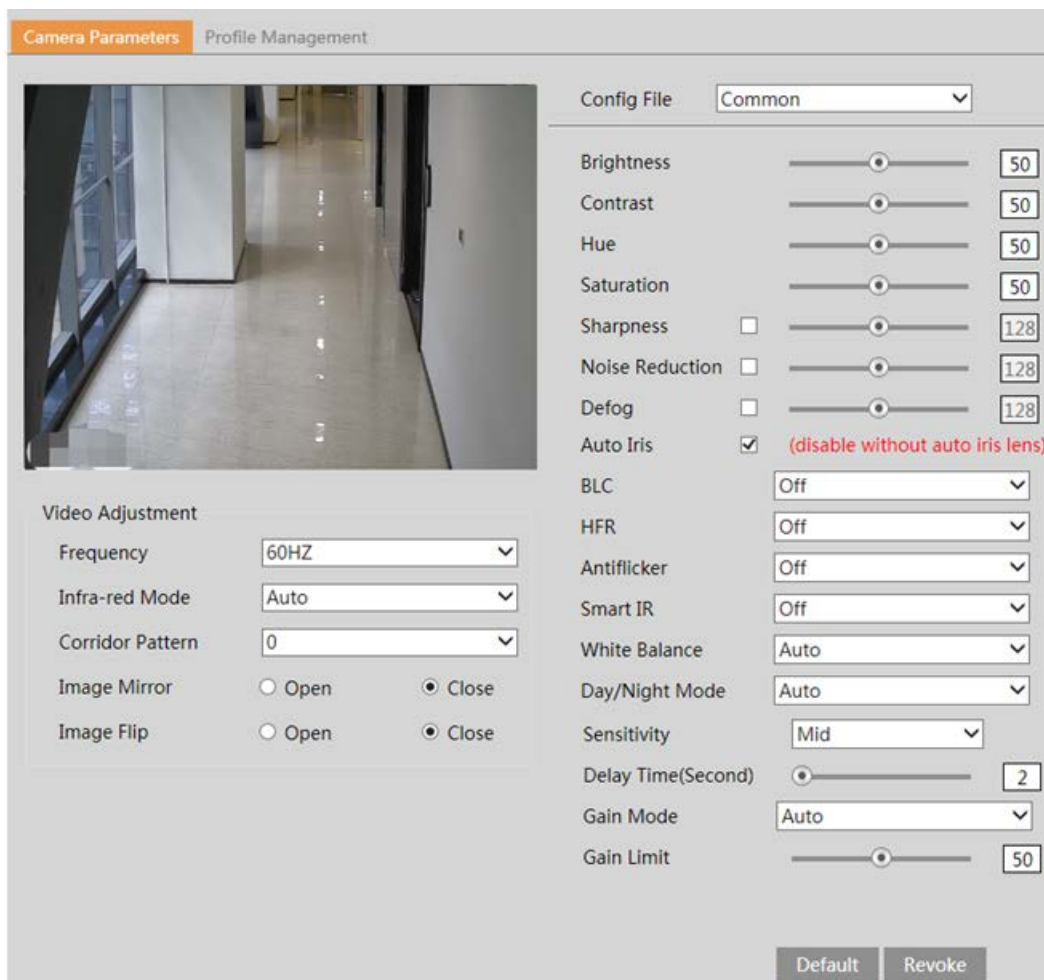 Camera Parameters Profile Management
Config File Common
Brightness 50
Contrast 50
Hue 50
Saturation 50
Sharpness 128
Noise Reduction 128
Defog 128
Auto Iris (disable without auto iris lens)
BLC Off
HFR Off
Antiflicker Off
Smart IR Off
White Balance Auto
Day/Night Mode Auto
Sensitivity Mid
Delay Time(Second) 2
Gain Mode Auto
Gain Limit 50
Video Adjustment
Frequency 60HZ
Infra-red Mode Auto
Corridor Pattern 0
Image Mirror Open Close
Image Flip Open Close
Default Revoke